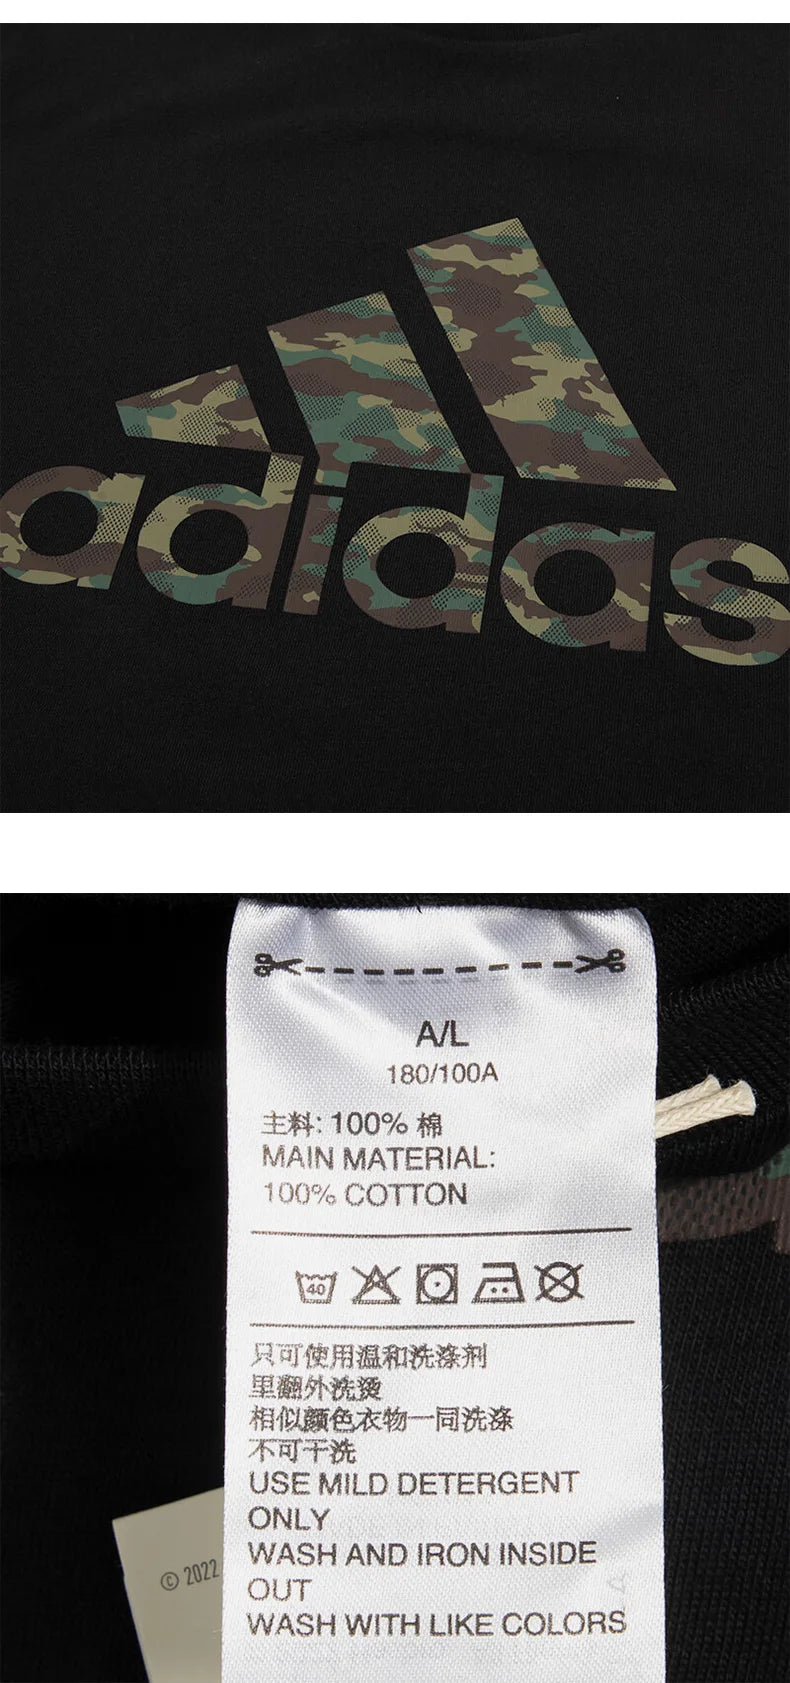 adidas
A/L
180/100A
主料: 100% 棉
MAIN MATERIAL:
100% COTTON
40
只可使用温和洗涤剂
里翻外洗烫
相似颜色衣物一同洗涤
不可干洗
USE MILD DETERGENT
ONLY
WASH AND IRON INSIDE
OUT
WASH WITH LIKE COLORS
© 2022